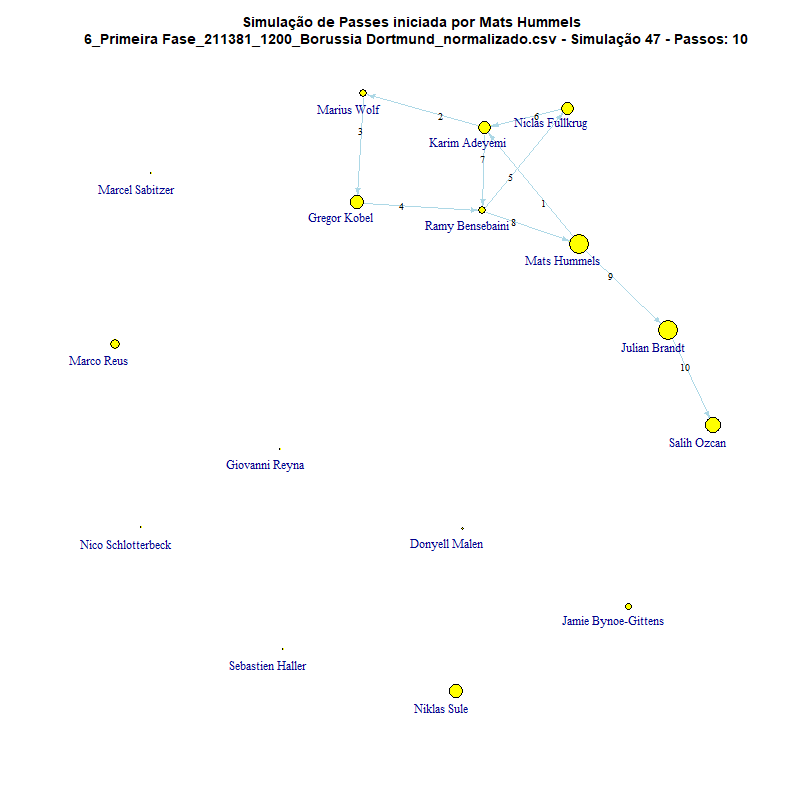 Simulação de Passes iniciada por Mats Hummels
6_Primeira Fase_211381_1200_Borussia Dortmund_normalizado.csv - Simulação 47 - Passos: 10
Marius Wolf
2
6
Niclas Fullkrug
3
Karim Adeyemi
7
5
Marcel Sabitzer
4
1
Gregor Kobel
Ramy Bensebaini
8
Mats Hummels
9
Julian Brandt
Marco Reus
10
Salih Ozcan
Giovanni Reyna
Nico Schlotterbeck
Donyell Malen
Jamie Bynoe-Gittens
Sebastien Haller
Niklas Sule